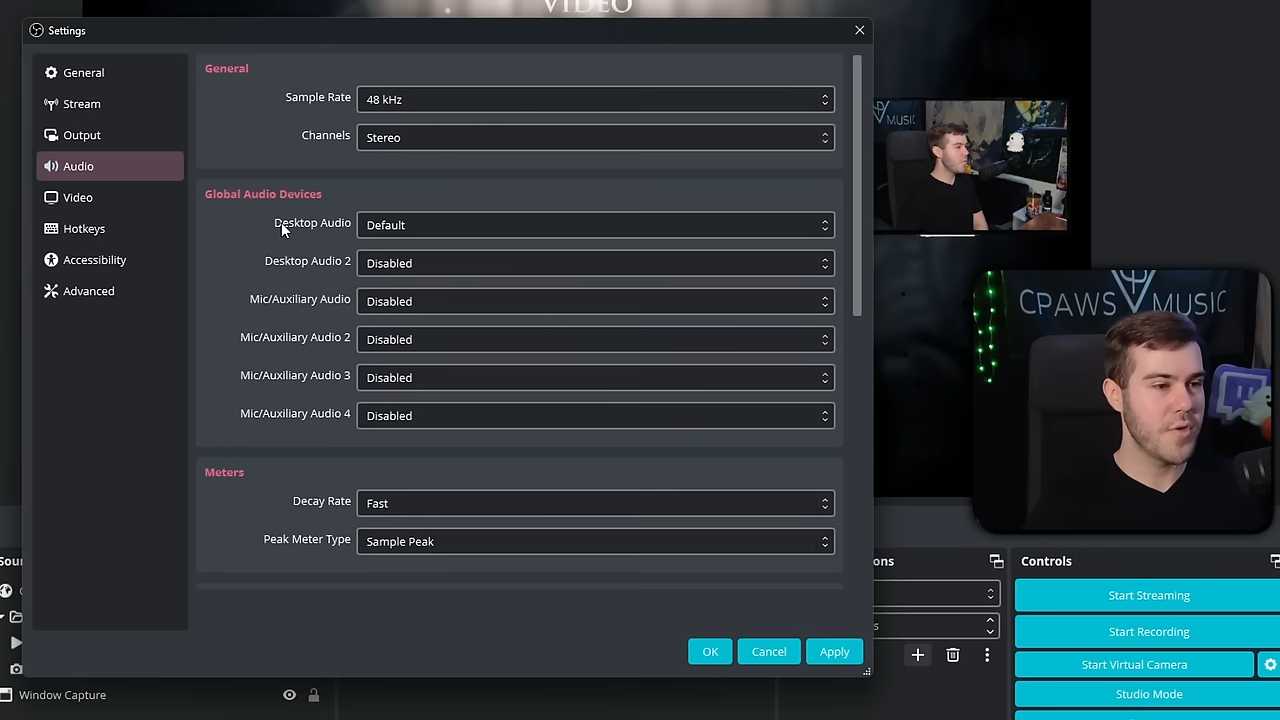 VIDEO
Settings
General
Stream
Output
Audio
Video
Hotkeys
Accessibility
Advanced
General
Sample Rate 48 kHz
Channels Stereo
Global Audio Devices
Desktop Audio Default
Desktop Audio 2 Disabled
Mic/Auxiliary Audio Disabled
Mic/Auxiliary Audio 2 Disabled
Mic/Auxiliary Audio 3 Disabled
Mic/Auxiliary Audio 4 Disabled
Meters
Decay Rate Fast
Peak Meter Type Sample Peak
OK Cancel Apply
MUSIC
CPAWS MUSIC
Sour
ons
s
Controls
Start Streaming
Start Recording
Start Virtual Camera
Studio Mode
Window Capture